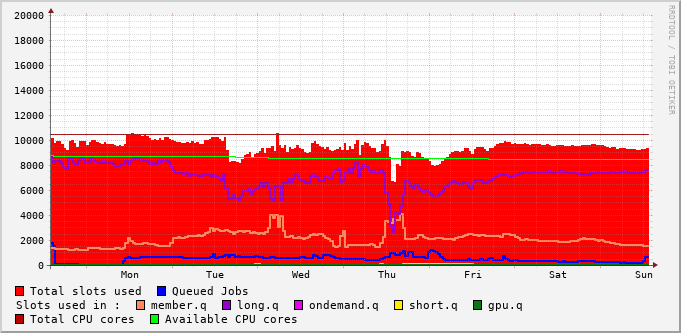 20000
18000
16000
14000
12000
10000
8000
6000
4000
2000
0
Mon Tue Wed Thu Fri Sat Sun
Total slots used Queued Jobs
Slots used in : member.q long.q ondemand.q short.q gpu.q
Total CPU cores Available CPU cores
RRDTOOL / TOBI OETIKER